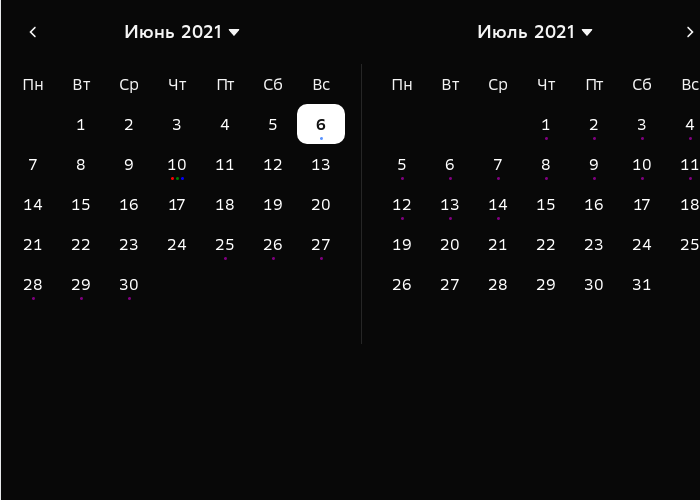 Июнь 2021
Пн Вт Ср Чт Пт Сб Вс
1 2 3 4 5 6
7 8 9 10 11 12 13
14 15 16 17 18 19 20
21 22 23 24 25 26 27
28 29 30
Июль 2021
Пн Вт Ср Чт Пт Сб Вс
1 2 3 4
5 6 7 8 9 10 11
12 13 14 15 16 17 18
19 20 21 22 23 24 25
26 27 28 29 30 31